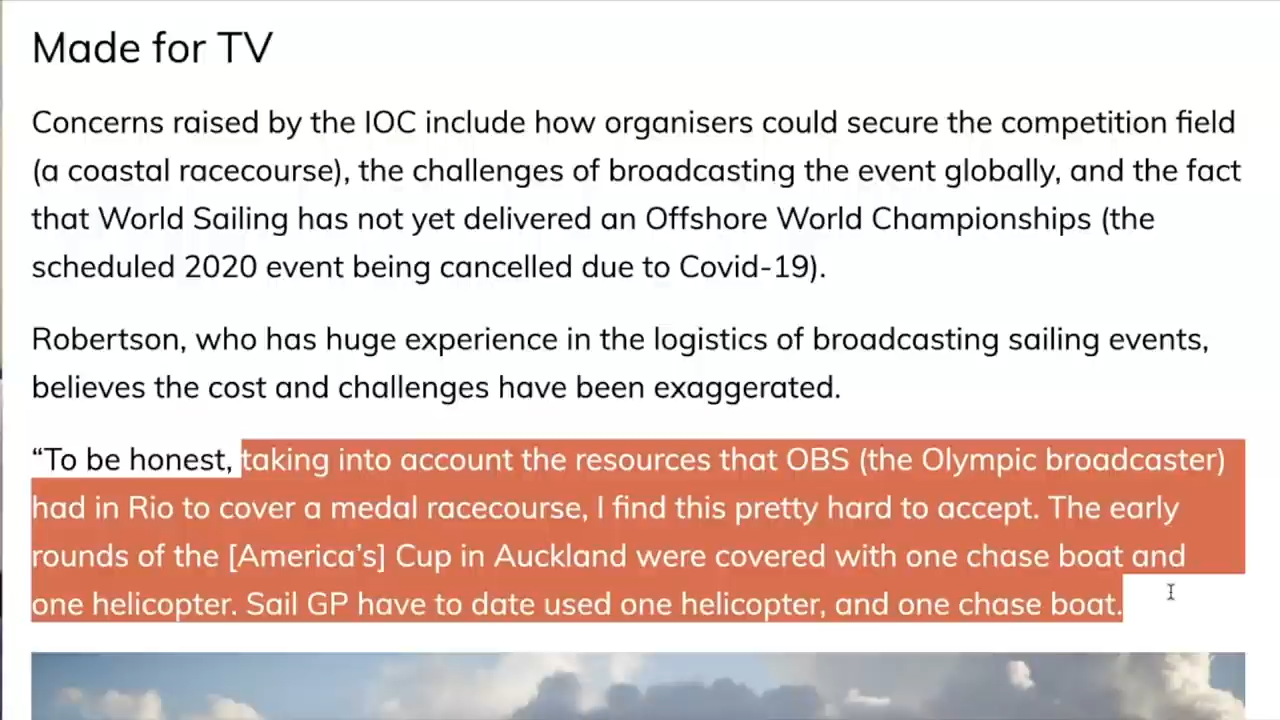 Made for TV
Concerns raised by the IOC include how organisers could secure the competition field
(a coastal racecourse), the challenges of broadcasting the event globally, and the fact
that World Sailing has not yet delivered an Offshore World Championships (the
scheduled 2020 event being cancelled due to Covid-19).
Robertson, who has huge experience in the logistics of broadcasting sailing events,
believes the cost and challenges have been exaggerated.
“To be honest, taking into account the resources that OBS (the Olympic broadcaster)
had in Rio to cover a medal racecourse, I find this pretty hard to accept. The early
rounds of the [America’s] Cup in Auckland were covered with one chase boat and
one helicopter. Sail GP have to date used one helicopter, and one chase boat.